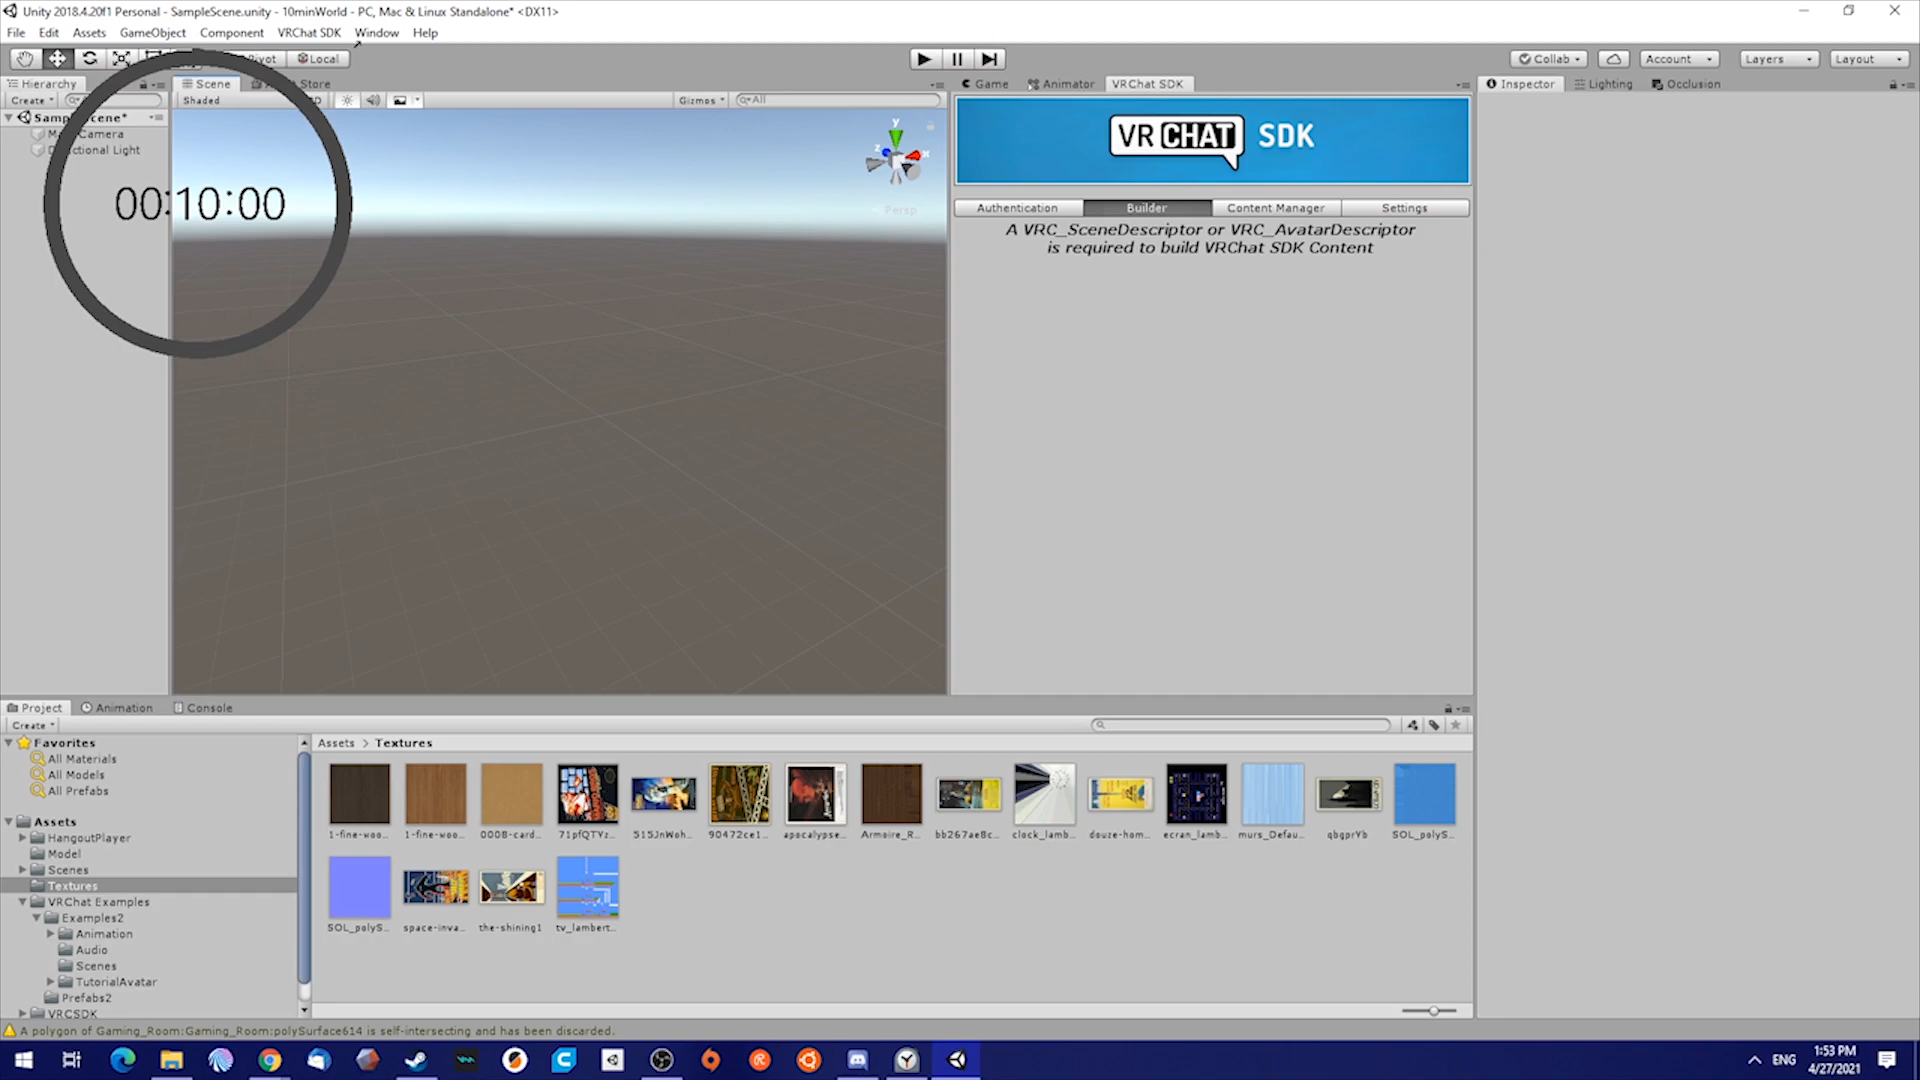 Unity 2018.4.20f1 Personal - SampleScene.unity - 10minWorld - PC, Mac & Linux Standalone* <DX11>
File Edit Assets GameObject Component VRChat SDK Window Help
Local
Collab Account Layers Layout
Hierarchy
Scene
Store
Game Animator VRChat SDK
Inspector Lighting Occlusion
Create
Shaded
Gizmos
All
Camera
Light
y
x
z
Persp
00:10:00
VR CHAT SDK
Authentication Builder Content Manager Settings
A VRC_SceneDescriptor or VRC_AvatarDescriptor
is required to build VRChat SDK Content
Project Animation Console
Create
Favorites
All Materials
All Models
All Prefabs
Assets
HangoutPlayer
Model
Scenes
Textures
VRChat Examples
Examples2
Animation
Audio
Scenes
TutorialAvatar
Prefabs2
VRCSDK
Assets > Textures
1-fine-woo... 1-fine-woo... 0008-card... 71pfQTYz... 515JnWoh... 90472ce1... apocalypse... Armoire_R... bb267ae8c... clock_lamb... douze-hom... ecran_lamb... murs_Defau... qbgprYb SOL_polyS...
SOL_polyS... space-inva... the-shining1 tv_lambert...
A polygon of Gaming_Room:Gaming_Room:polySurface614 is self-intersecting and has been discarded.
ENG
1:53 PM
4/27/2021